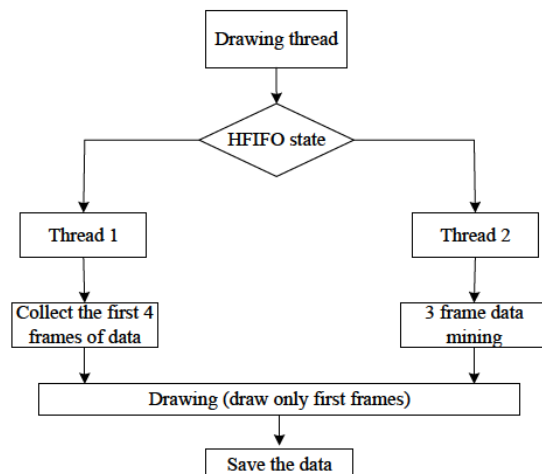 Drawing thread
HFIFO state
Thread 1
Thread 2
Collect the first 4
frames of data
3 frame data
mining
Drawing (draw only first frames)
Save the data